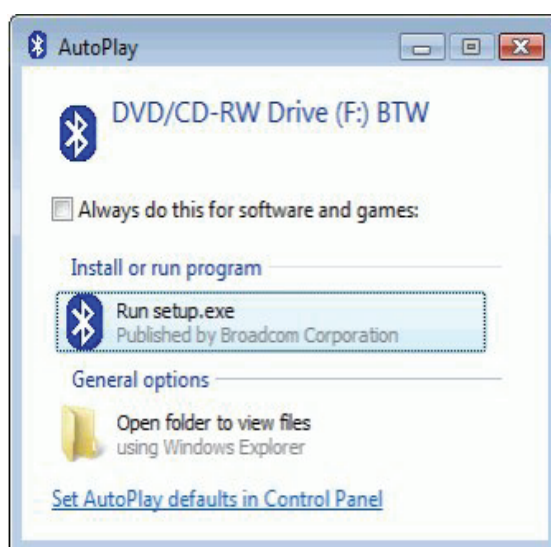 AutoPlay
DVD/CD-RW Drive (F:) BTW
Always do this for software and games:
Install or run program
Run setup.exe
Published by Broadcom Corporation
General options
Open folder to view files
using Windows Explorer
Set AutoPlay defaults in Control Panel